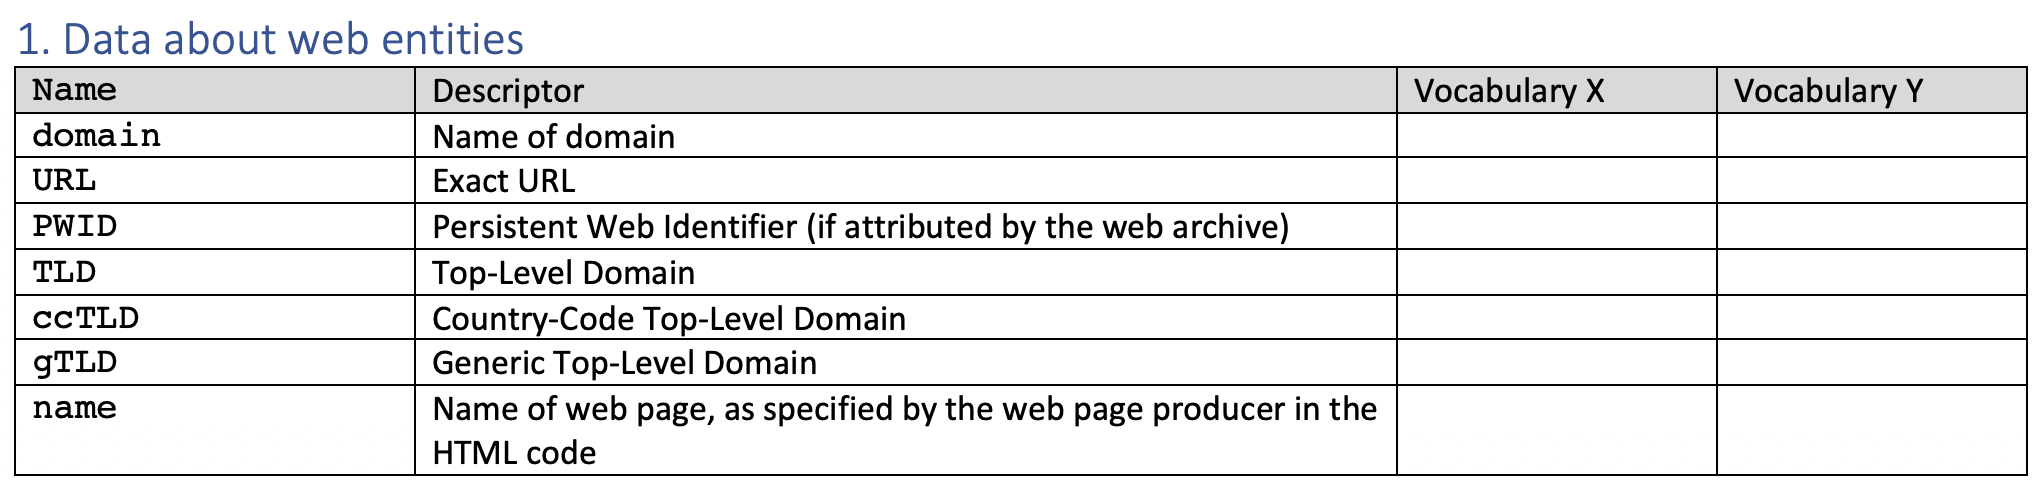 1. Data about web entities
Name Descriptor Vocabulary X Vocabulary Y
domain Name of domain
URL Exact URL
PWID Persistent Web Identifier (if attributed by the web archive)
TLD Top-Level Domain
ccTLD Country-Code Top-Level Domain
gTLD Generic Top-Level Domain
name Name of web page, as specified by the web page producer in the
HTML code